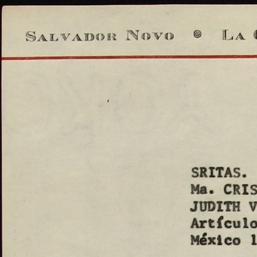 SALVADOR NOVO • LA
SRITAS.
Ma. CRIS
JUDITH V
Artículo
México 1